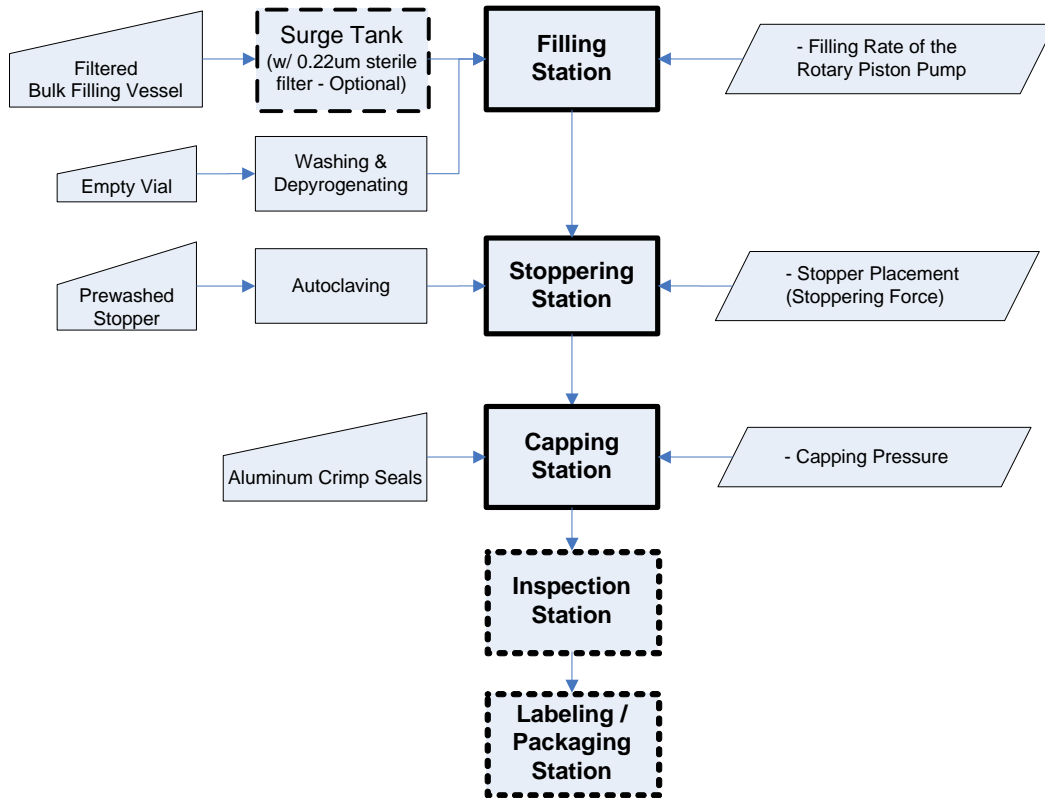 Filtered
Bulk Filling Vessel
Surge Tank
(w/ 0.22um sterile
filter - Optional)
Filling
Station
- Filling Rate of the
Rotary Piston Pump
Empty Vial
Washing &
Depyrogenating
Prewashed
Stopper
Autoclaving
Stoppering
Station
- Stopper Placement
(Stoppering Force)
Aluminum Crimp Seals
Capping
Station
- Capping Pressure
Inspection
Station
Labeling /
Packaging
Station